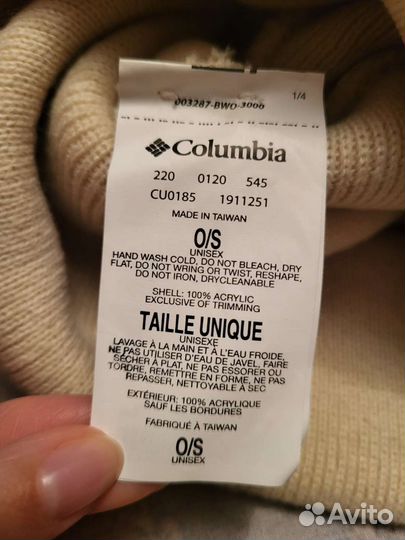 003287-BWO-3006
1/4
Columbia
220 0120 545
CU0185 1911251
MADE IN TAIWAN
O/S
UNISEX
HAND WASH COLD, DO NOT BLEACH, DRY
FLAT, DO NOT WRING OR TWIST, RESHAPE,
DO NOT IRON, DRYCLEANABLE
SHELL: 100% ACRYLIC
EXCLUSIVE OF TRIMMING
TAILLE UNIQUE
UNISEXE
LAVAGE À LA MAIN ET À L'EAU FROIDE,
NE PAS UTILISER D'EAU DE JAVEL, FAIRE
SÉCHER À PLAT, NE PAS ESSORER OU
TORDRE, REMETTRE EN FORME, NE PAS
REPASSER, NETTOYABLE À SEC
EXTÉRIEUR: 100% ACRYLIQUE
SAUF LES BORDURES
FABRIQUÉ À TAIWAN
O/S
UNISEX
Avito